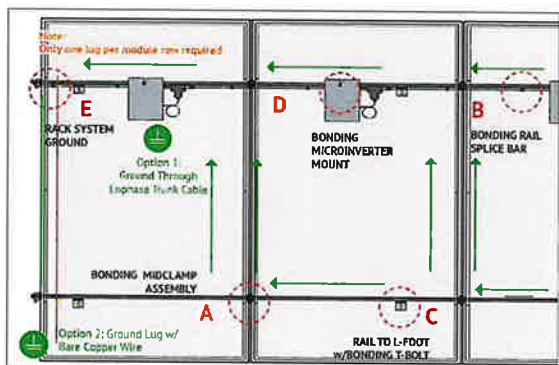 Note:
Only one lug per module row required
E
D
B
RACK SYSTEM
GROUND
BONDING
MICROINVERTER
MOUNT
BONDING RAIL
SPLICE BAR
Option 1:
Ground Through
Enphase Trunk Cable
BONDING MIDCLAMP
ASSEMBLY
A
C
Option 2: Ground Lug w/
Bare Copper Wire
RAIL TO L-FOOT
w/BONDING T-BOLT